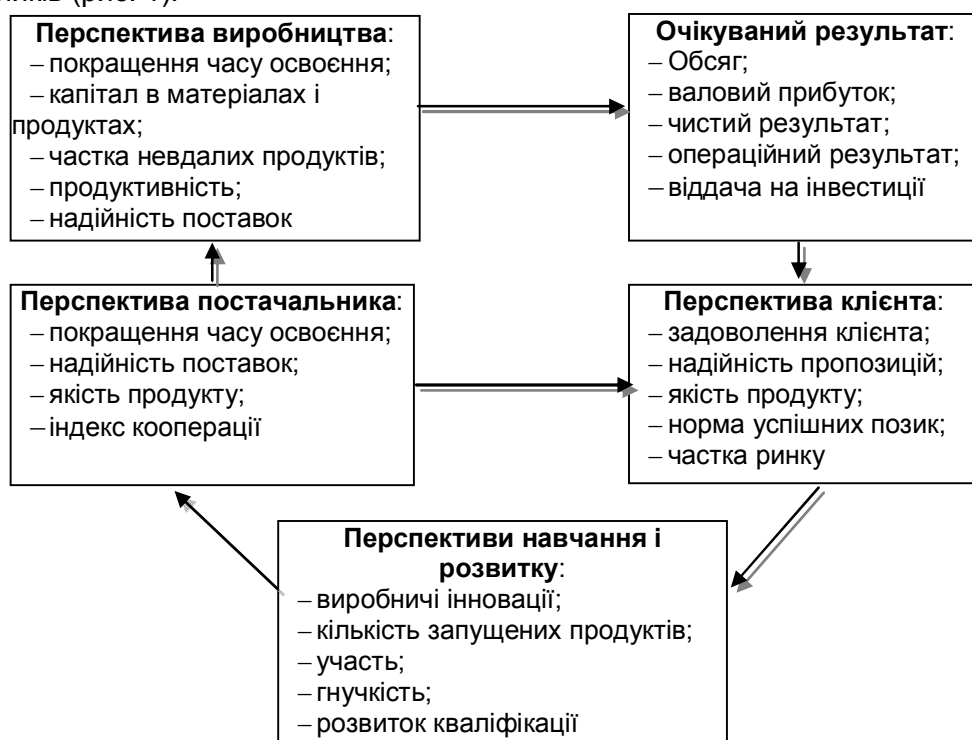 Перспектива виробництва:
– покращення часу освоєння;
– капітал в матеріалах і
продуктах;
– частка невдалих продуктів;
– продуктивність;
– надійність поставок
Очікуваний результат:
– Обсяг;
– валовий прибуток;
– чистий результат;
– операційний результат;
– віддача на інвестиції
Перспектива постачальника:
– покращення часу освоєння;
– надійність поставок;
– якість продукту;
– індекс кооперації
Перспектива клієнта:
– задоволення клієнта;
– надійність пропозицій;
– якість продукту;
– норма успішних позик;
– частка ринку
Перспективи навчання і
розвитку:
– виробничі інновації;
– кількість запущених продуктів;
– участь;
– гнучкість;
– розвиток кваліфікації